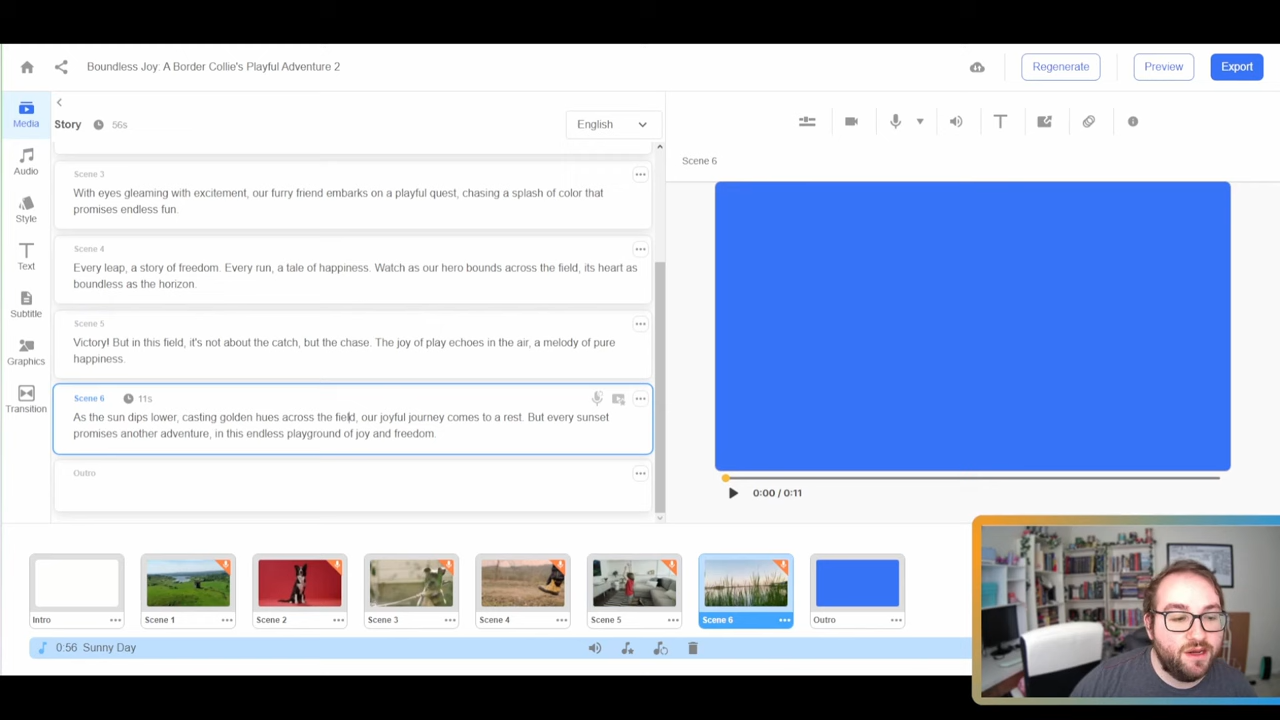 Boundless Joy: A Border Collie's Playful Adventure 2
Regenerate
Preview
Export
Media
Audio
Style
Text
Subtitle
Graphics
Transition
Story
56s
English
Scene 3
With eyes gleaming with excitement, our furry friend embarks on a playful quest, chasing a splash of color that
promises endless fun.
Scene 4
Every leap, a story of freedom. Every run, a tale of happiness. Watch as our hero bounds across the field, its heart as
boundless as the horizon.
Scene 5
Victory! But in this field, it's not about the catch, but the chase. The joy of play echoes in the air, a melody of pure
happiness.
Scene 6
11s
As the sun dips lower, casting golden hues across the field, our joyful journey comes to a rest. But every sunset
promises another adventure, in this endless playground of joy and freedom.
Outro
Scene 6
0:00 / 0:11
Intro
Scene 1
Scene 2
Scene 3
Scene 4
Scene 5
Scene 6
Outro
0:56 Sunny Day